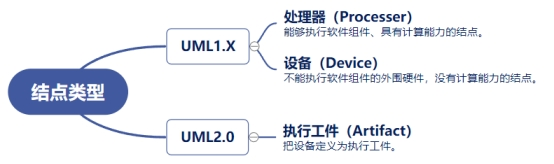 结点类型
UML1.X
处理器（Processer）
能够执行软件组件、具有计算能力的结点。
设备（Device）
不能执行软件组件的外围硬件，没有计算能力的结点。
UML2.0
执行工件（Artifact）
把设备定义为执行工件。